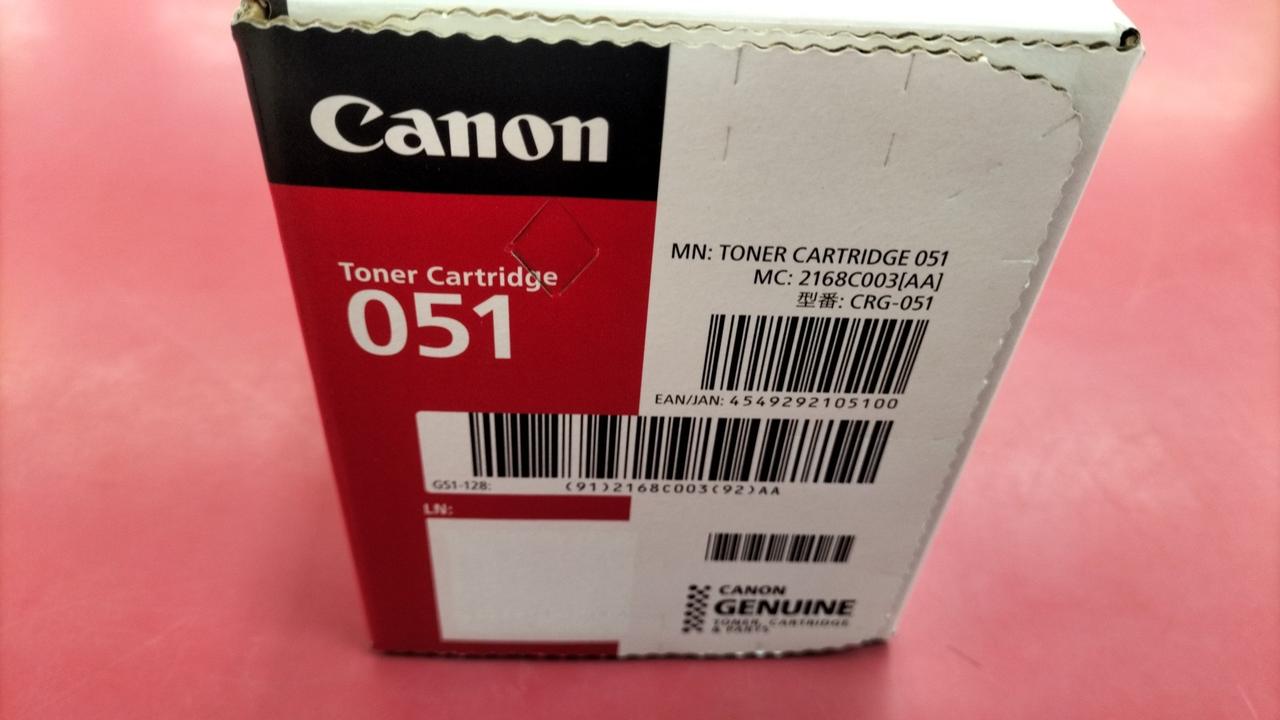 Canon
Toner Cartridge
051
MN: TONER CARTRIDGE 051
MC: 2168C003[AA]
型番: CRG-051
EAN/JAN: 4549292105100
GS1-128: (91)2168C003(92)AA
LN:
CANON
GENUINE
TONER, CARTRIDGE
& PARTS